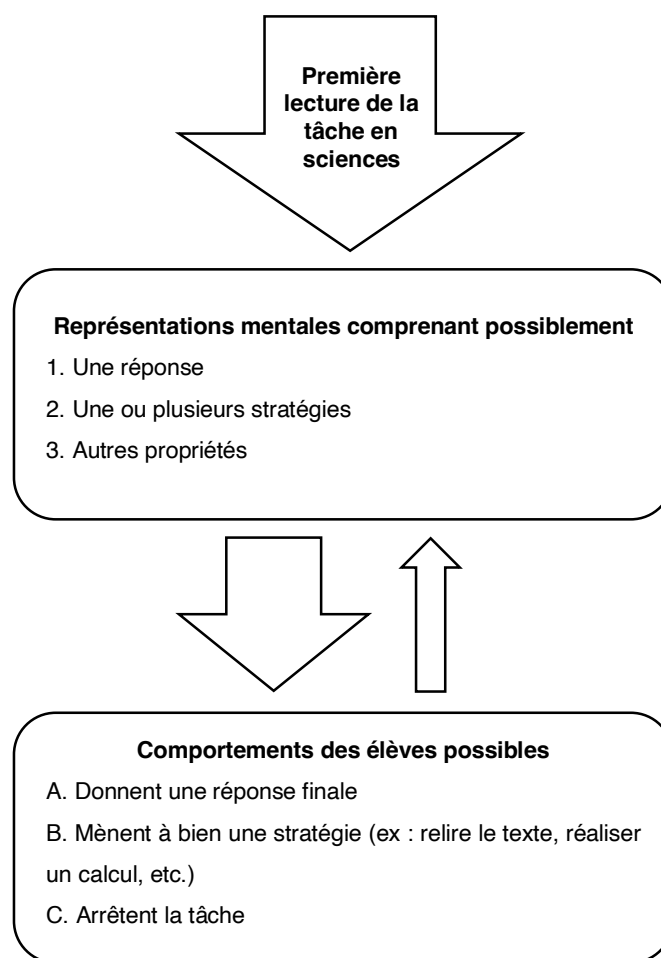 Première
lecture de la
tâche en
sciences
Représentations mentales comprenant possiblement
1. Une réponse
2. Une ou plusieurs stratégies
3. Autres propriétés
Comportements des élèves possibles
A. Donnent une réponse finale
B. Mènent à bien une stratégie (ex : relire le texte, réaliser
un calcul, etc.)
C. Arrêtent la tâche